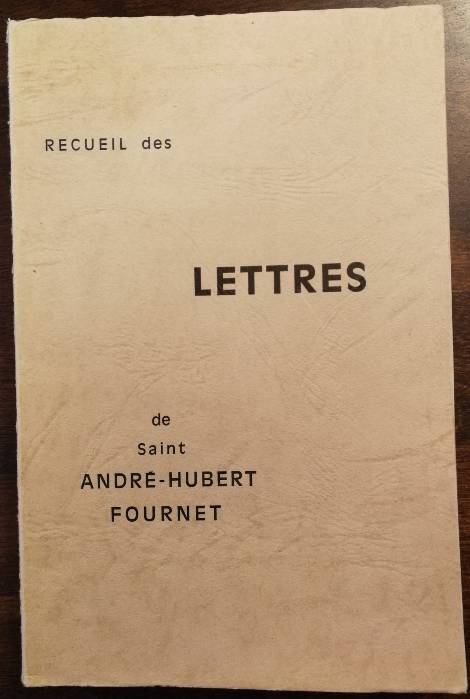 RECUEIL des
LETTRES
de
Saint
ANDRÉ-HUBERT
FOURNET